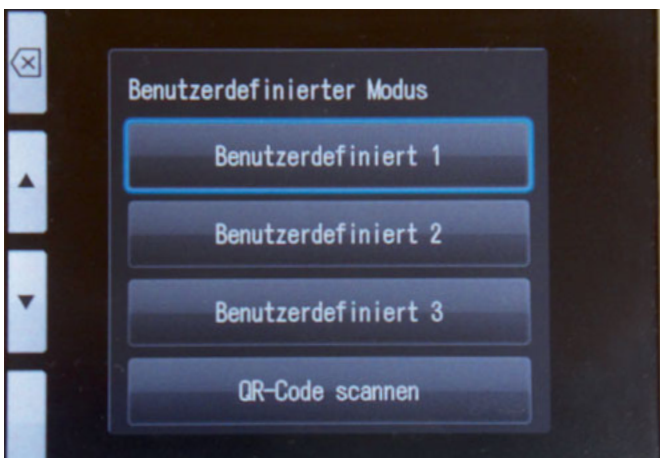 Benutzerdefinierter Modus
Benutzerdefiniert 1
Benutzerdefiniert 2
Benutzerdefiniert 3
QR-Code scannen